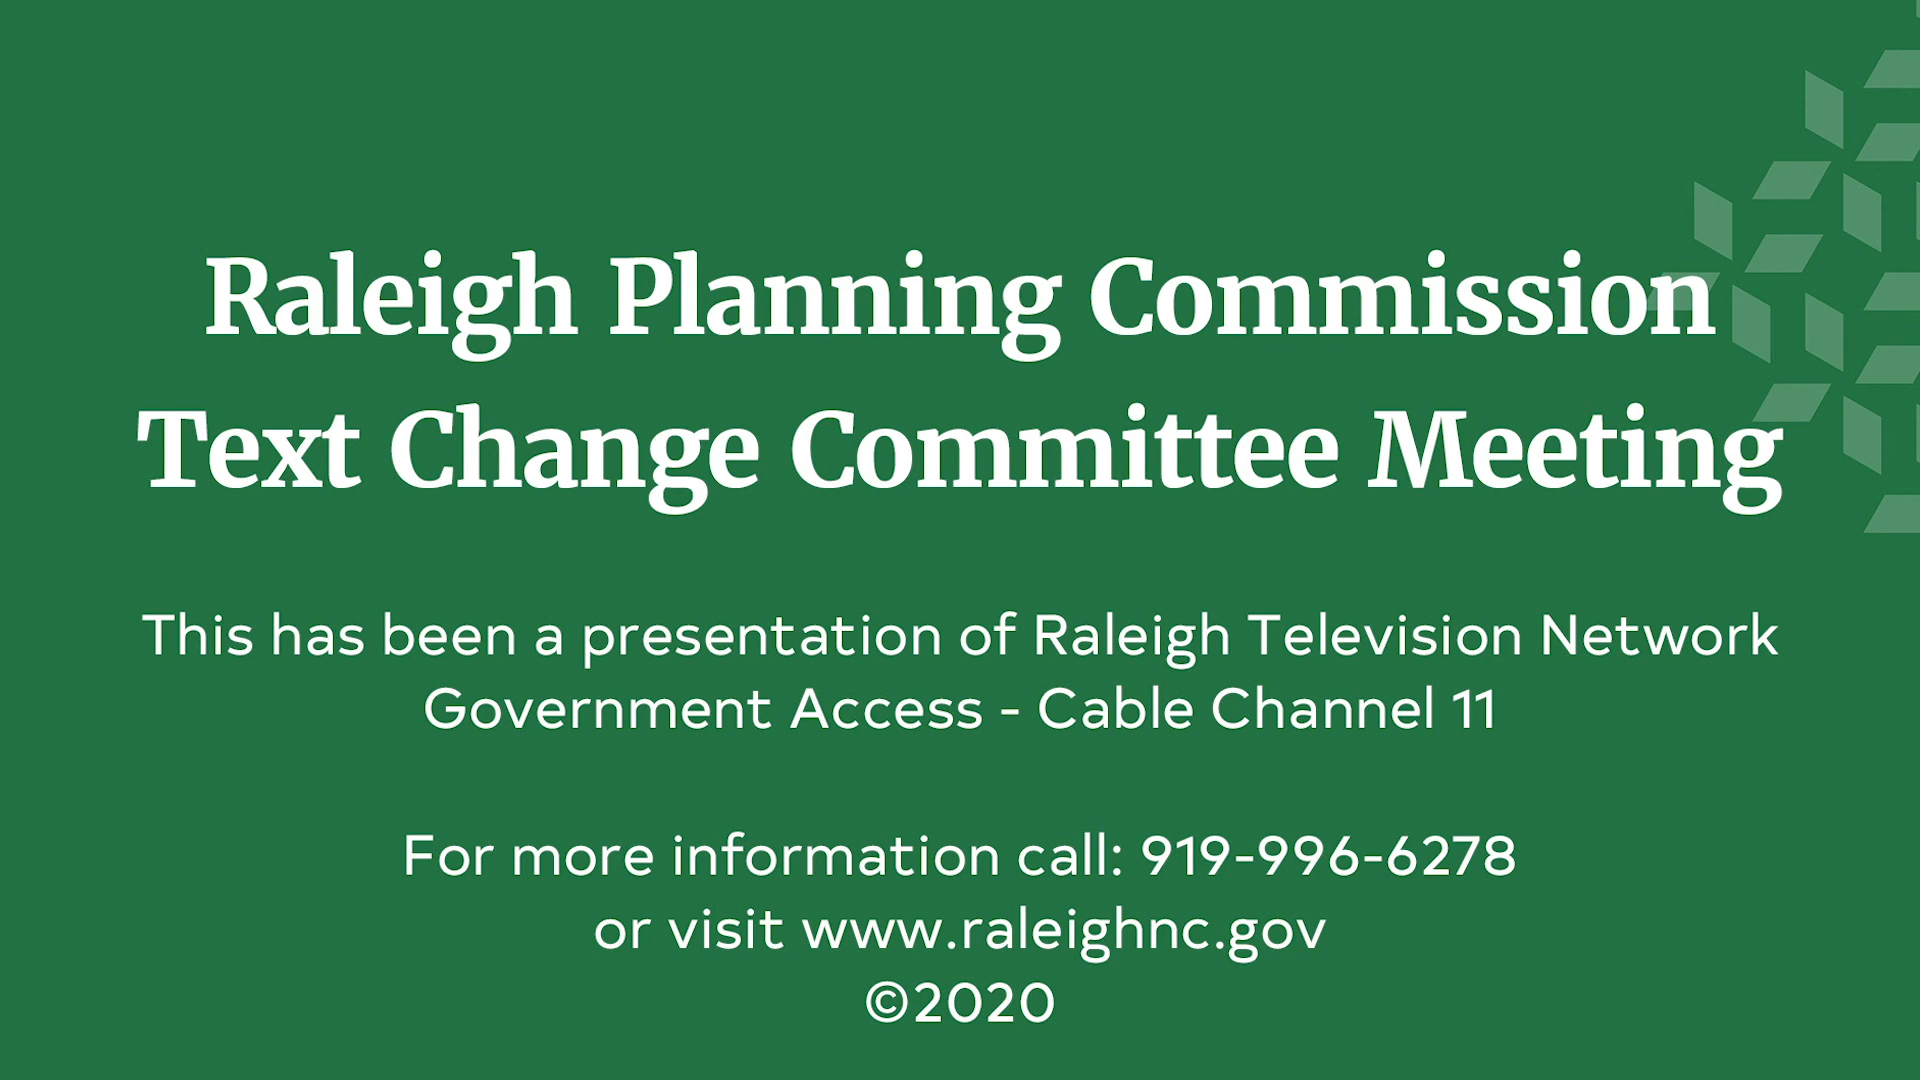 Raleigh Planning Commission
Text Change Committee Meeting
This has been a presentation of Raleigh Television Network
Government Access - Cable Channel 11
For more information call: 919-996-6278
or visit www.raleighnc.gov
©2020